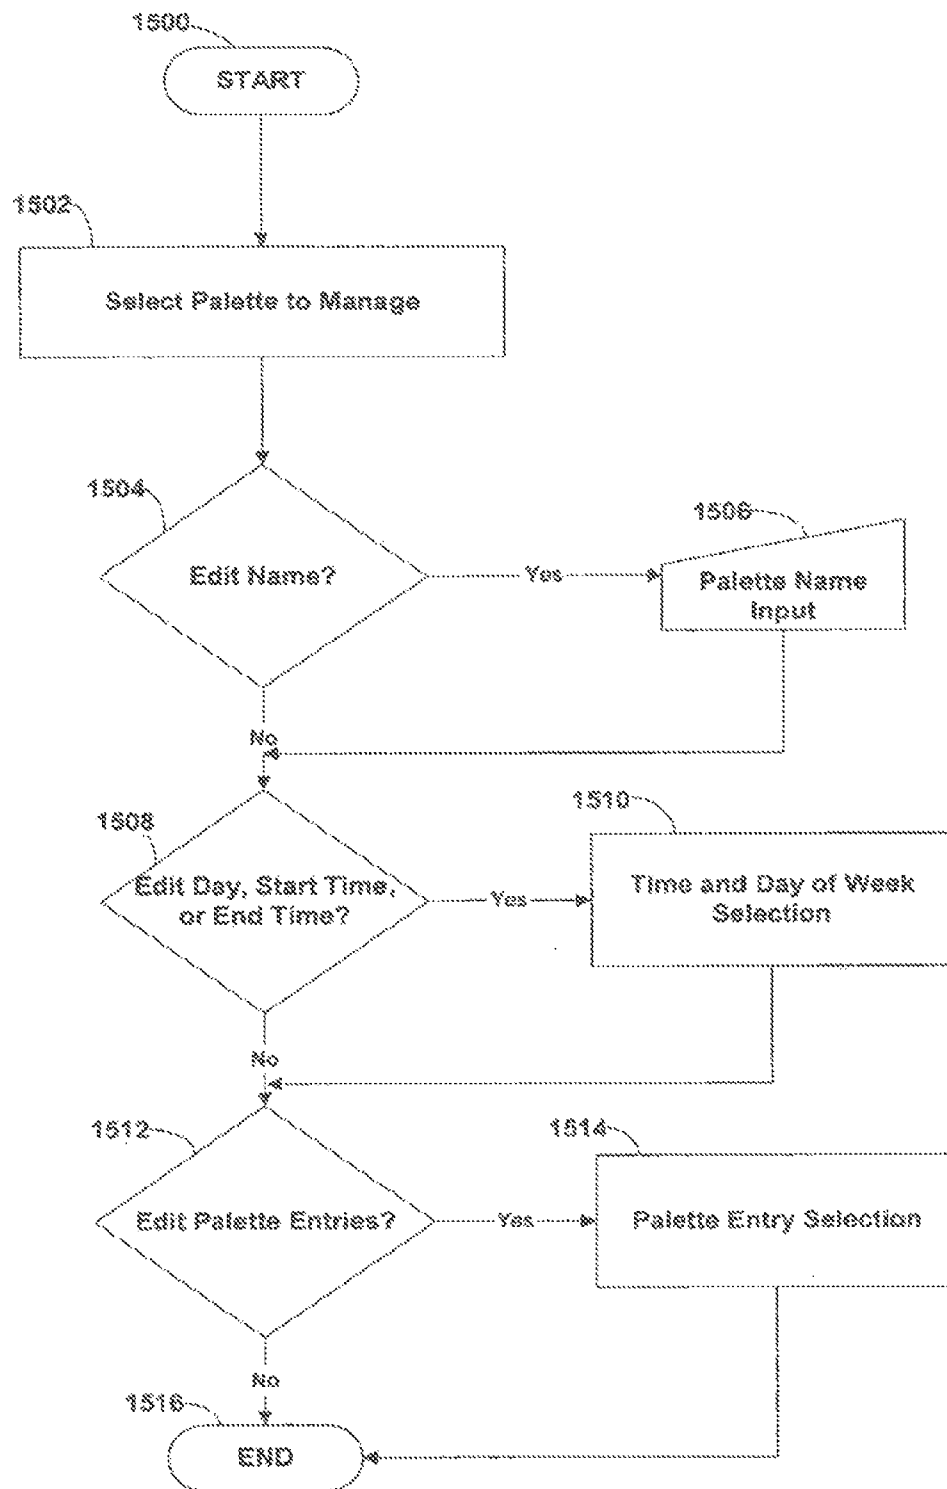 1500
START
1502
Select Palette to Manage
1504
Edit Name?
Yes
1506
Palette Name
Input
No
1508
Edit Day, Start Time,
or End Time?
Yes
1510
Time and Day of Week
Selection
No
1512
Edit Palette Entries?
Yes
1514
Palette Entry Selection
No
1516
END